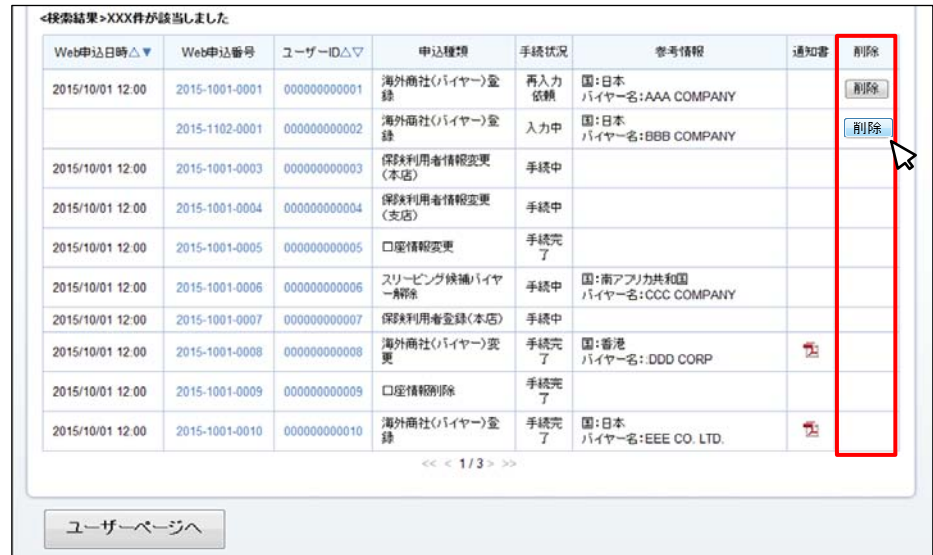 <検索結果>XXX件が該当しました
Web申込日時△▼ Web申込番号 ユーザーID△▽ 申込種類 手続状況 参考情報 通知書 削除
2015/10/01 12:00 2015-1001-0001 000000000001 海外商社(バイヤー)登 再入力 国:日本 削除
録 依頼 バイヤー名:AAA COMPANY
2015-1102-0001 000000000002 海外商社(バイヤー)登 入力中 国:日本 削除
録 バイヤー名:BBB COMPANY
2015/10/01 12:00 2015-1001-0003 000000000003 保険利用者情報変更 手続中
(本店)
2015/10/01 12:00 2015-1001-0004 000000000004 保険利用者情報変更 手続中
(支店)
2015/10/01 12:00 2015-1001-0005 000000000005 口座情報変更 手続完
了
2015/10/01 12:00 2015-1001-0006 000000000006 スリーピング候補バイヤ 手続中 国:南アフリカ共和国
ー解除 バイヤー名:CCC COMPANY
2015/10/01 12:00 2015-1001-0007 000000000007 保険利用者登録(本店) 手続中
2015/10/01 12:00 2015-1001-0008 000000000008 海外商社(バイヤー)変 手続完 国:香港
更 了 バイヤー名:DDD CORP
2015/10/01 12:00 2015-1001-0009 000000000009 口座情報削除 手続完
了
2015/10/01 12:00 2015-1001-0010 000000000010 海外商社(バイヤー)登 手続完 国:日本
録 了 バイヤー名:EEE CO. LTD.
<< < 1/3 > >>
ユーザーページへ